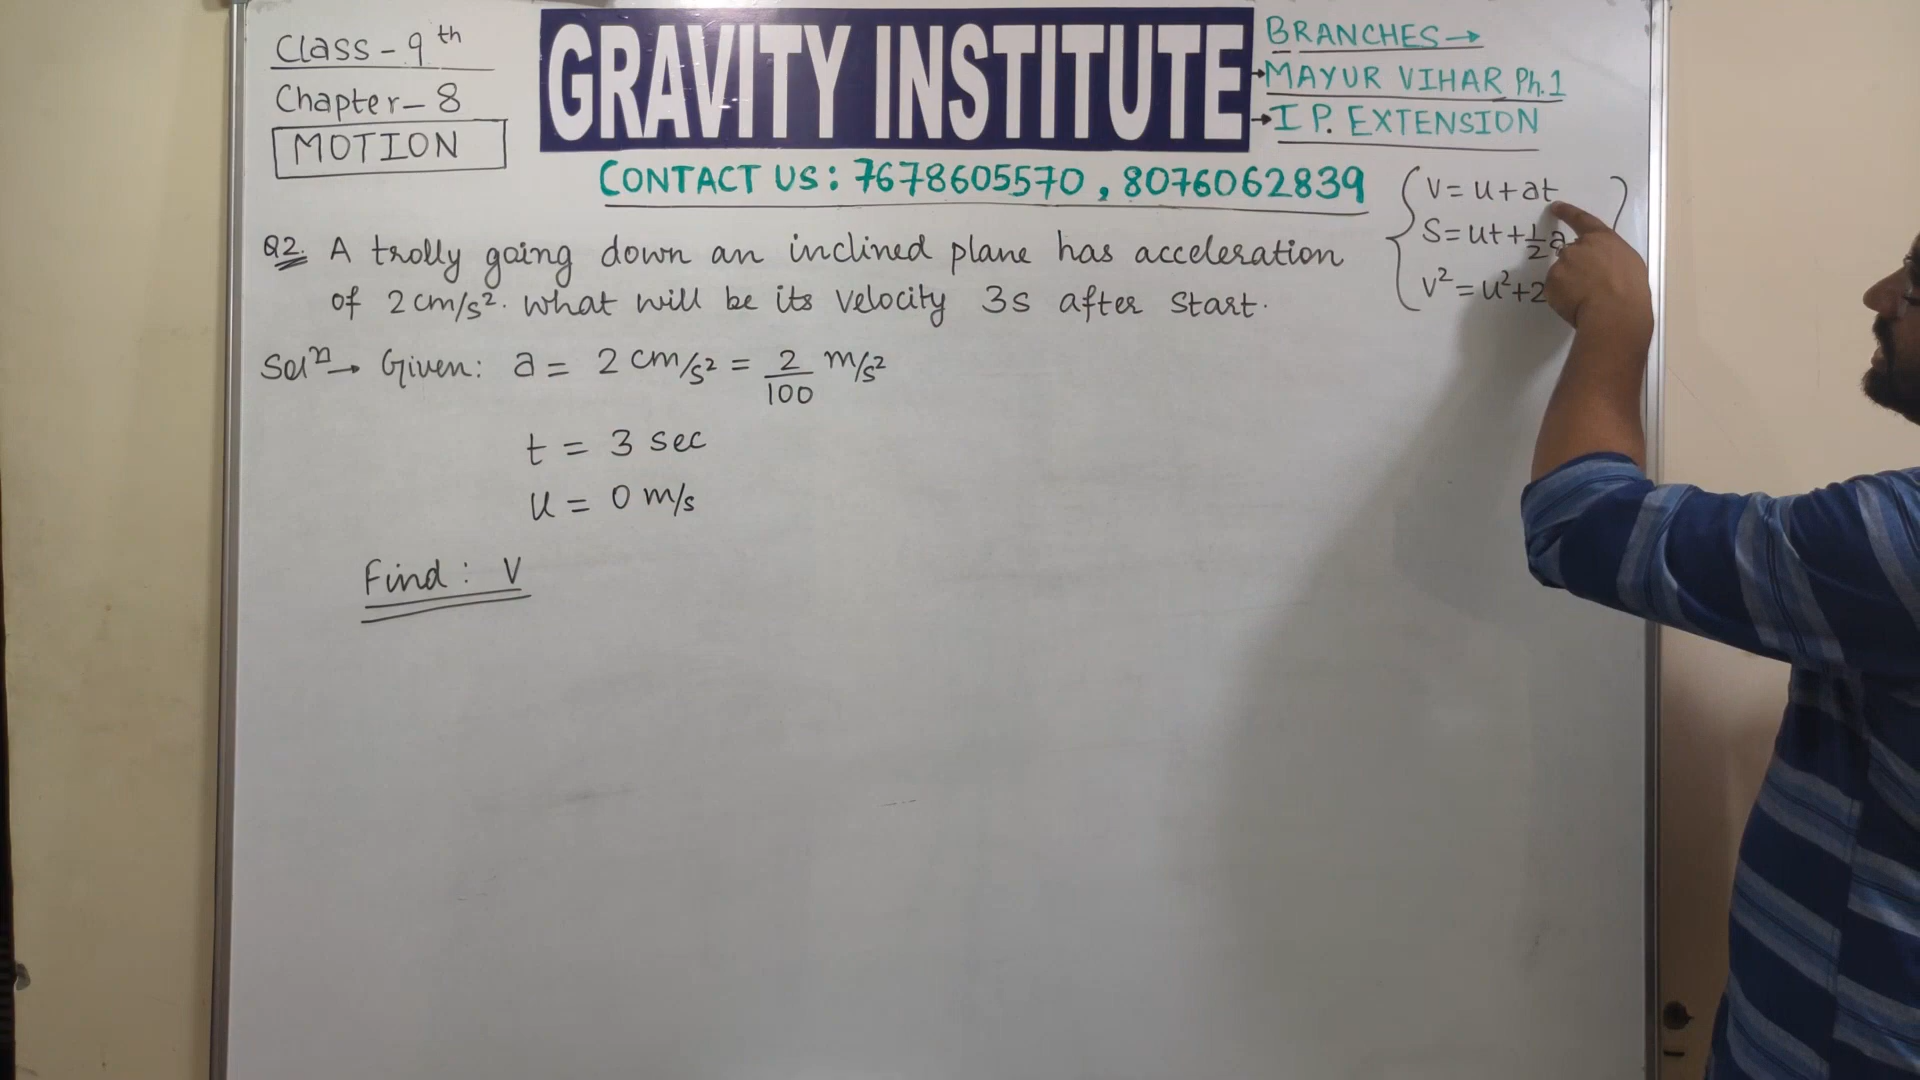 Class - 9th
Chapter - 8
MOTION
GRAVITY INSTITUTE
BRANCHES →
→ MAYUR VIHAR Ph.1
→ I P. EXTENSION
CONTACT US : 7678605570 , 8076062839
V = u + at
S = ut + 1/2 a
V² = u² + 2
Q2. A trolly going down an inclined plane has acceleration
of 2 cm/s². what will be its velocity 3s after start.
Solⁿ → Given: a = 2 cm/s² = 2/100 m/s²
t = 3 sec
u = 0 m/s
Find : V